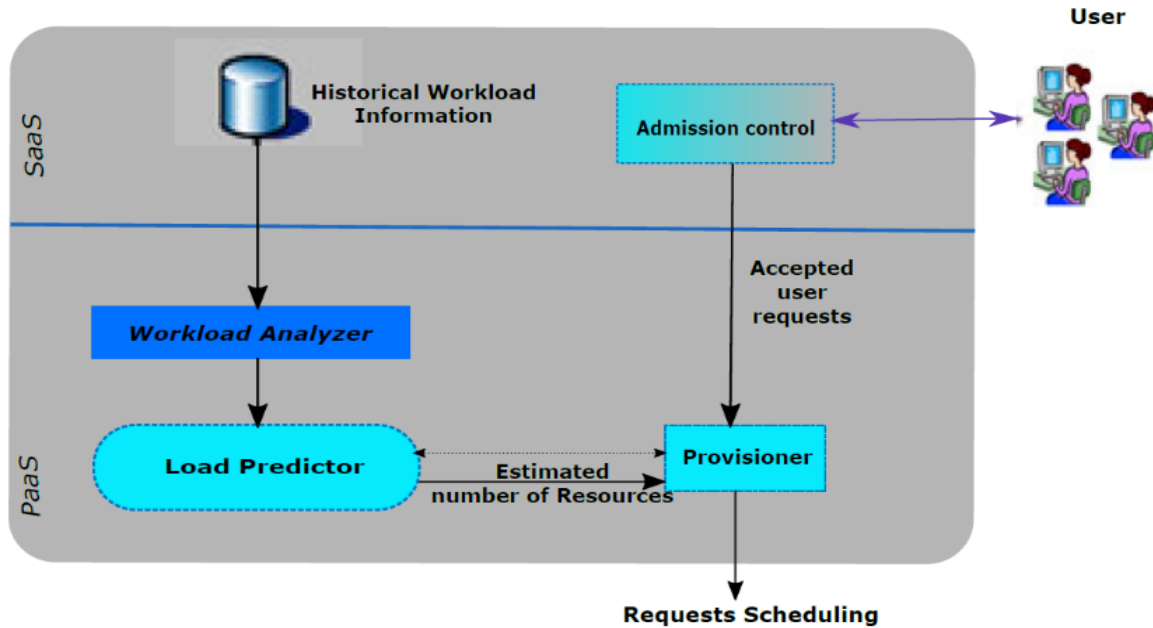 User
SaaS
Historical Workload
Information
Admission control
Accepted
user
requests
Workload Analyzer
PaaS
Load Predictor
Estimated
number of Resources
Provisioner
Requests Scheduling